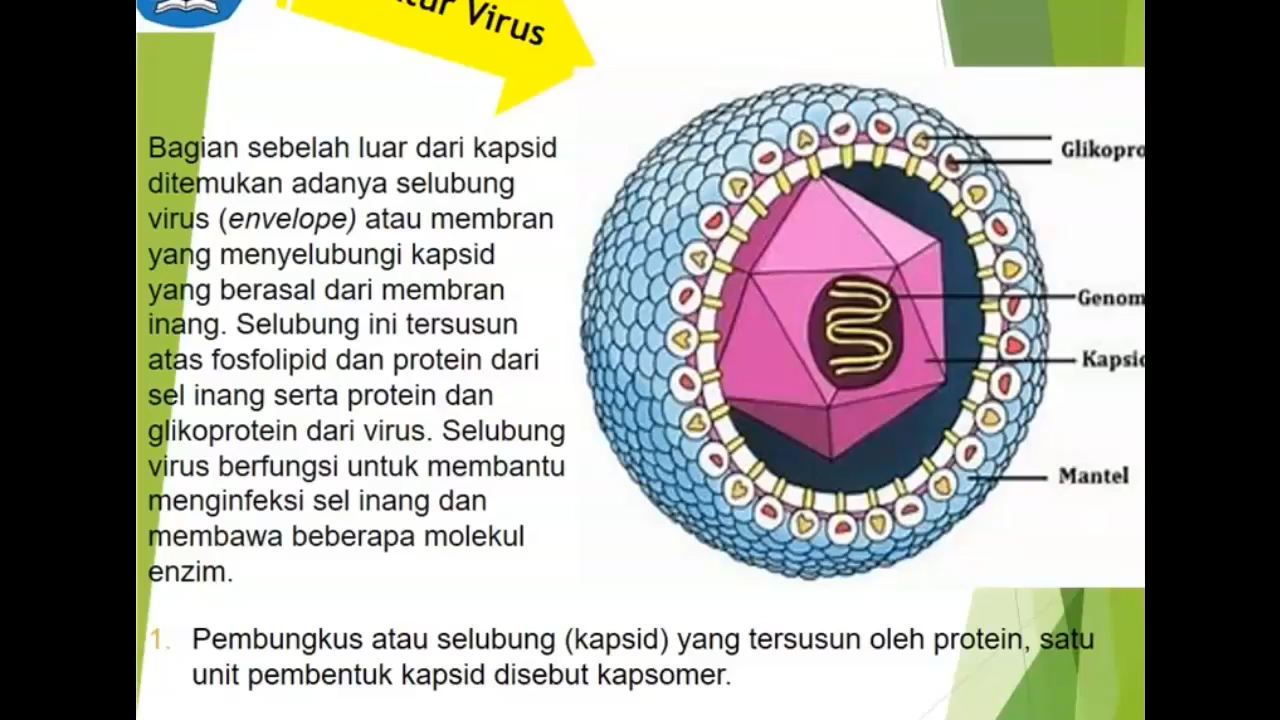 Virus
Bagian sebelah luar dari kapsid
ditemukan adanya selubung
virus (envelope) atau membran
yang menyelubungi kapsid
yang berasal dari membran
inang. Selubung ini tersusun
atas fosfolipid dan protein dari
sel inang serta protein dan
glikoprotein dari virus. Selubung
virus berfungsi untuk membantu
menginfeksi sel inang dan
membawa beberapa molekul
enzim.
Glikopro
Genom
Kapsid
Mantel
1. Pembungkus atau selubung (kapsid) yang tersusun oleh protein, satu
unit pembentuk kapsid disebut kapsomer.